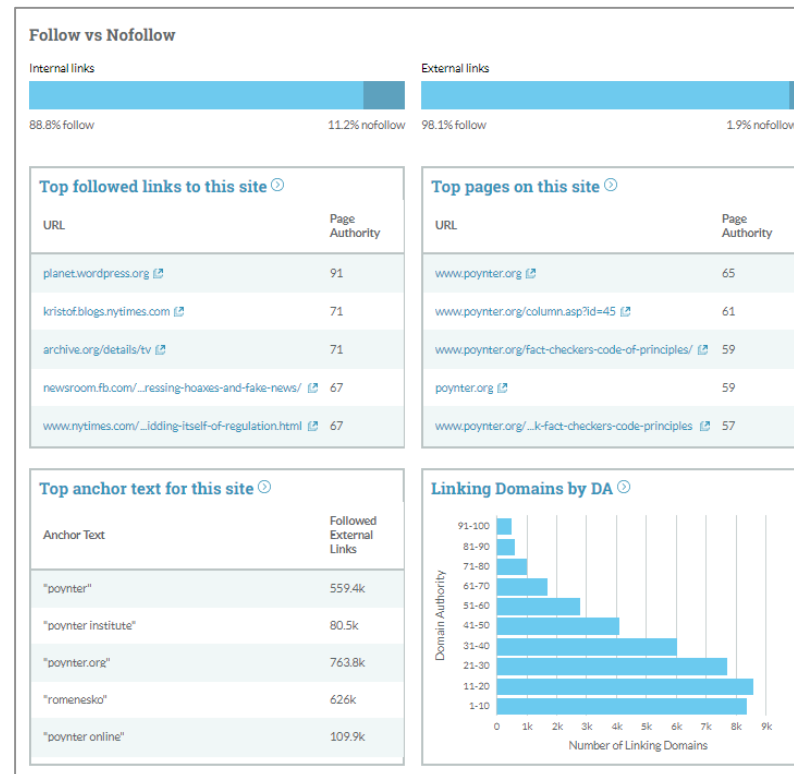 Follow vs Nofollow
Internal links
88.8% follow 11.2% nofollow
External links
98.1% follow 1.9% nofollow
Top followed links to this site
URL Page Authority
planet.wordpress.org 91
kristof.blogs.nytimes.com 71
archive.org/details/tv 71
newsroom.fb.com/...ressing-hoaxes-and-fake-news/ 67
www.nytimes.com/...idding-itself-of-regulation.html 67
Top pages on this site
URL Page Authority
www.poynter.org 65
www.poynter.org/column.asp?id=45 61
www.poynter.org/fact-checkers-code-of-principles/ 59
poynter.org 59
www.poynter.org/...k-fact-checkers-code-principles 57
Top anchor text for this site
Anchor Text Followed External Links
"poynter" 559.4k
"poynter institute" 80.5k
"poynter.org" 763.8k
"romenesko" 626k
"poynter online" 109.9k
Linking Domains by DA
Domain Authority
91-100
81-90
71-80
61-70
51-60
41-50
31-40
21-30
11-20
1-10
0 1k 2k 3k 4k 5k 6k 7k 8k 9k
Number of Linking Domains